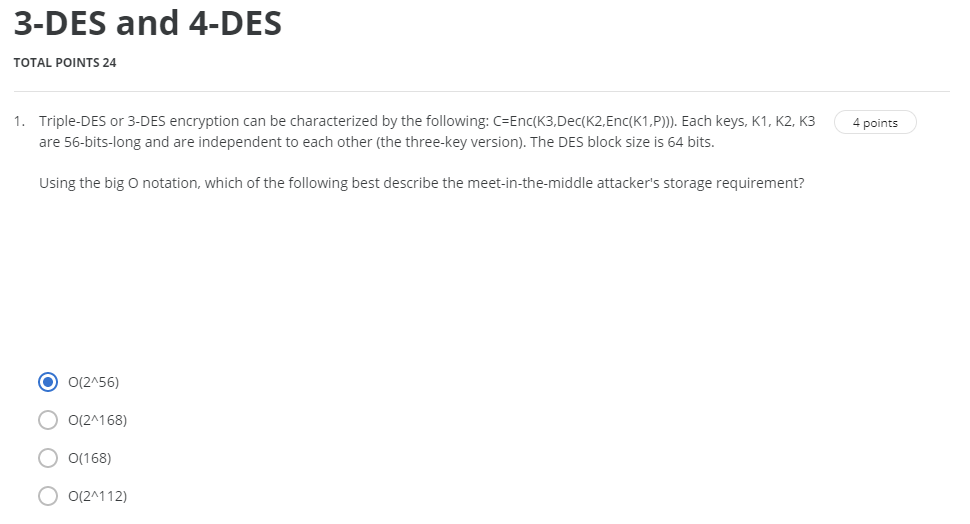 3-DES and 4-DES
TOTAL POINTS 24
1. Triple-DES or 3-DES encryption can be characterized by the following: C=Enc(K3,Dec(K2,Enc(K1,P))). Each keys, K1, K2, K3 4 points
are 56-bits-long and are independent to each other (the three-key version). The DES block size is 64 bits.
Using the big O notation, which of the following best describe the meet-in-the-middle attacker's storage requirement?
O(2^56)
O(2^168)
O(168)
O(2^112)